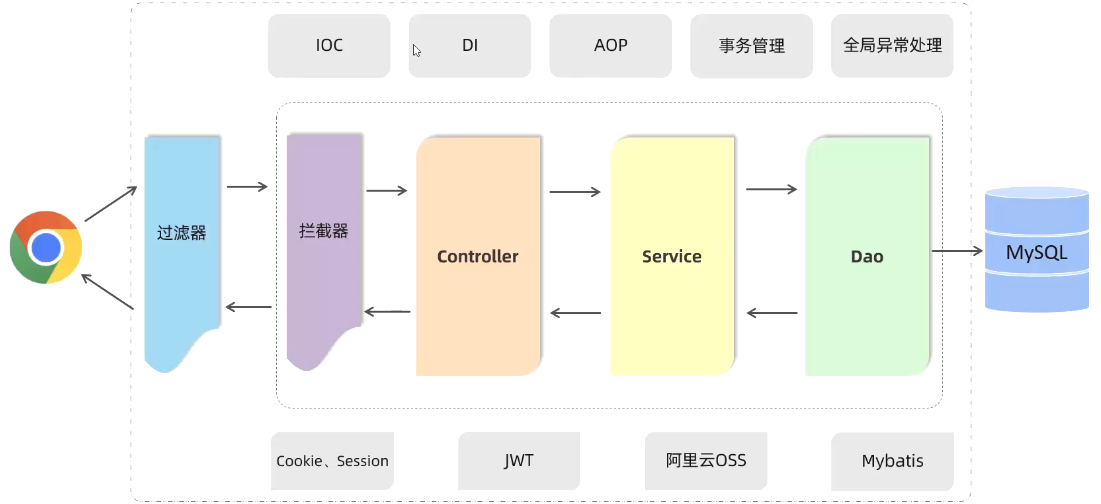 IOC
DI
AOP
事务管理
全局异常处理
过滤器
拦截器
Controller
Service
Dao
MySQL
Cookie、Session
JWT
阿里云OSS
Mybatis